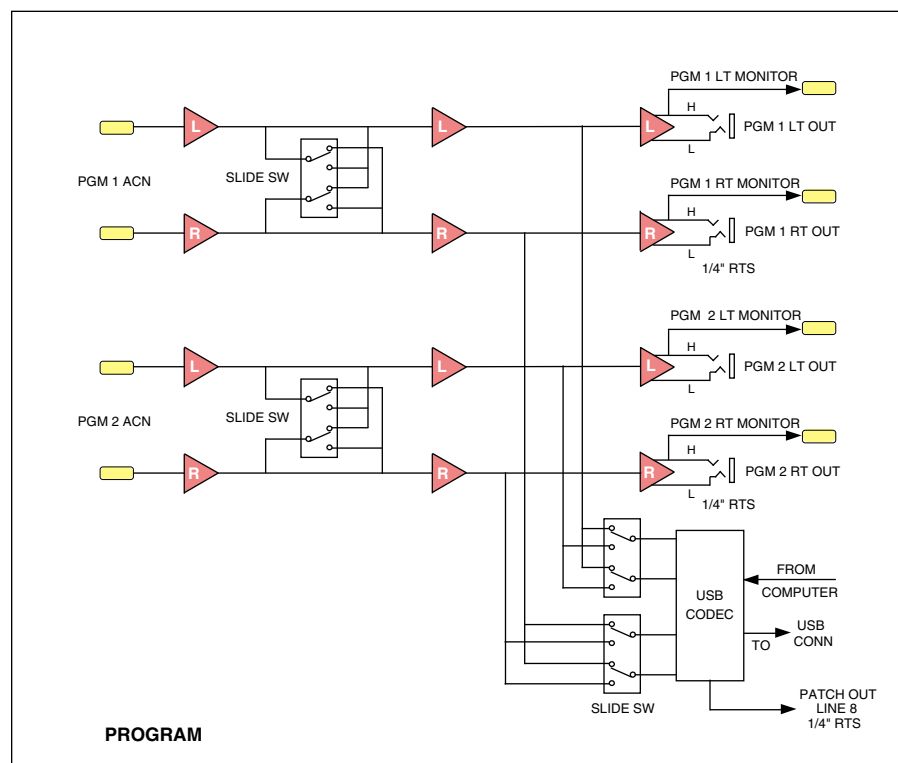 PGM 1 LT MONITOR
L
L
L
H
PGM 1 LT OUT
L
SLIDE SW
PGM 1 ACN
PGM 1 RT MONITOR
R
R
R
H
PGM 1 RT OUT
L
1/4" RTS
PGM 2 LT MONITOR
L
L
L
H
PGM 2 LT OUT
L
SLIDE SW
PGM 2 ACN
PGM 2 RT MONITOR
R
R
R
H
PGM 2 RT OUT
L
1/4" RTS
USB
CODEC
FROM
COMPUTER
TO
USB
CONN
SLIDE SW
PATCH OUT
LINE 8
1/4" RTS
PROGRAM